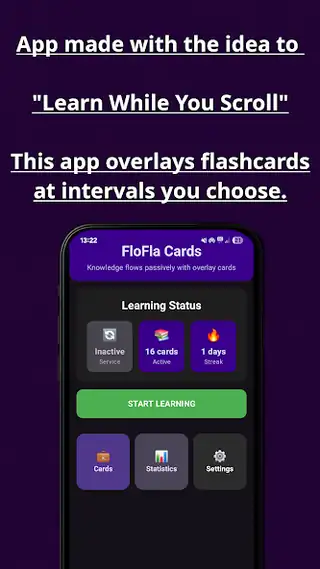 App made with the idea to
"Learn While You Scroll"
This app overlays flashcards
at intervals you choose.
13:22
FloFla Cards
Knowledge flows passively with overlay cards
Learning Status
Inactive
Service
16 cards
Active
1 days
Streak
START LEARNING
Cards
Statistics
Settings